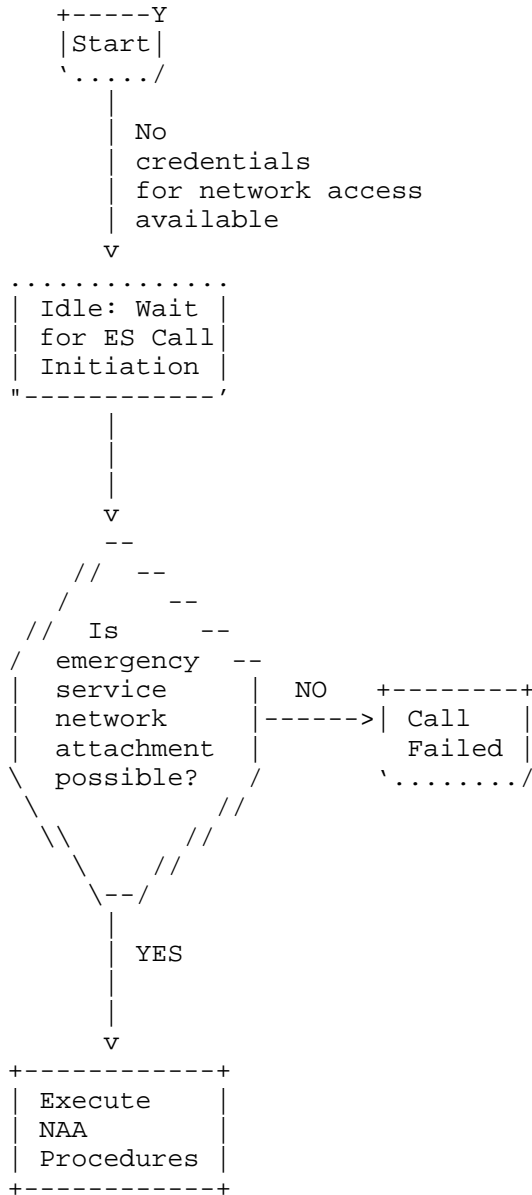 Start
No
credentials
for network access
available
Idle: Wait
for ES Call
Initiation
Is
emergency
service
network
attachment
possible?
NO
Call
Failed
YES
Execute
NAA
Procedures